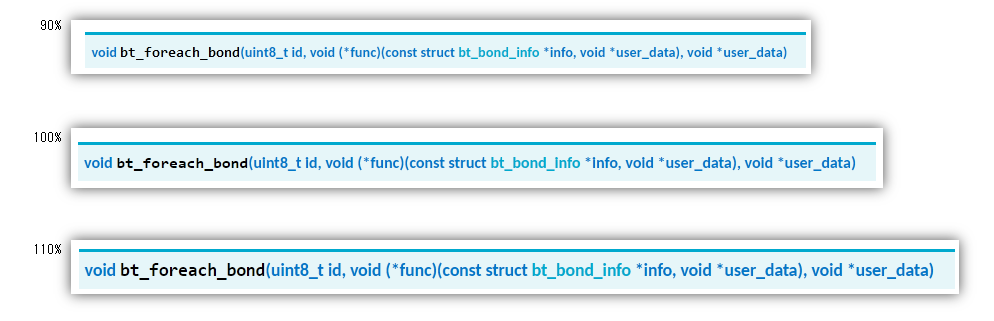 90%
void bt_foreach_bond(uint8_t id, void (*func)(const struct bt_bond_info *info, void *user_data), void *user_data)
100%
void bt_foreach_bond(uint8_t id, void (*func)(const struct bt_bond_info *info, void *user_data), void *user_data)
110%
void bt_foreach_bond(uint8_t id, void (*func)(const struct bt_bond_info *info, void *user_data), void *user_data)